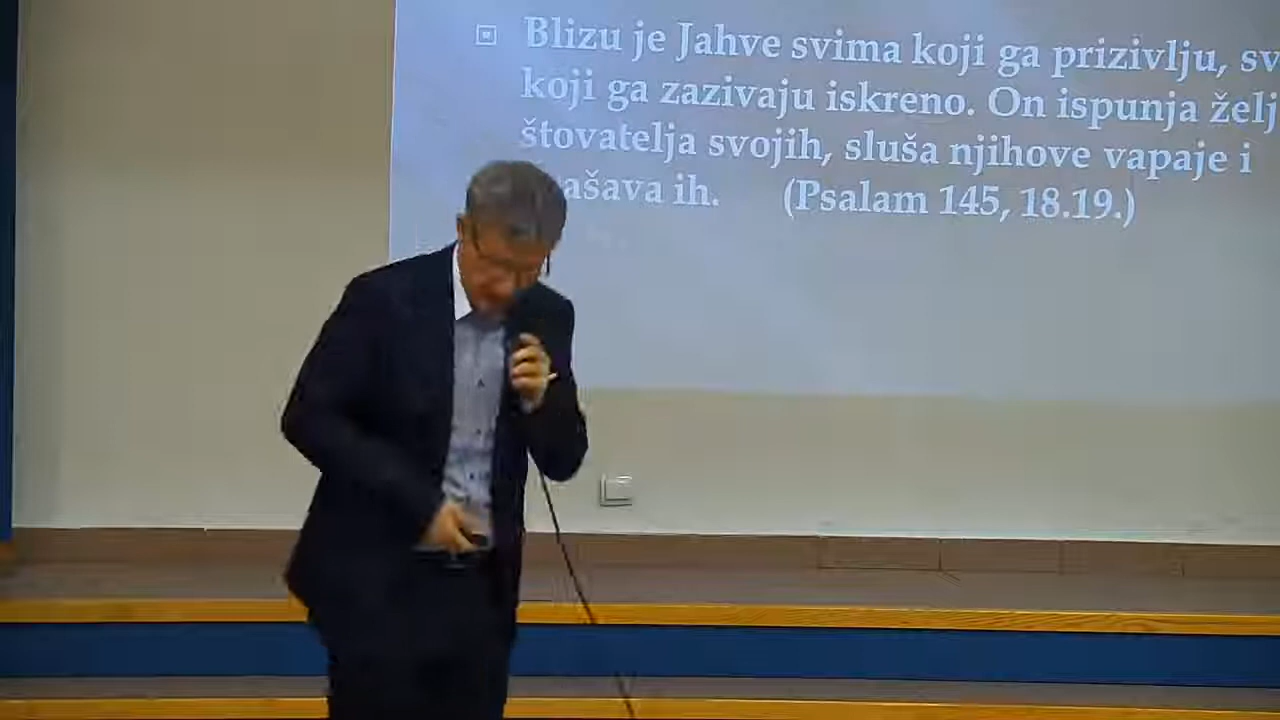 Blizu je Jahve svima koji ga prizivlju,
koji ga zazivaju iskreno. On ispunja
štovatelja svojih, sluša njihove vapaje i
ih. (Psalam 145, 18.19.)